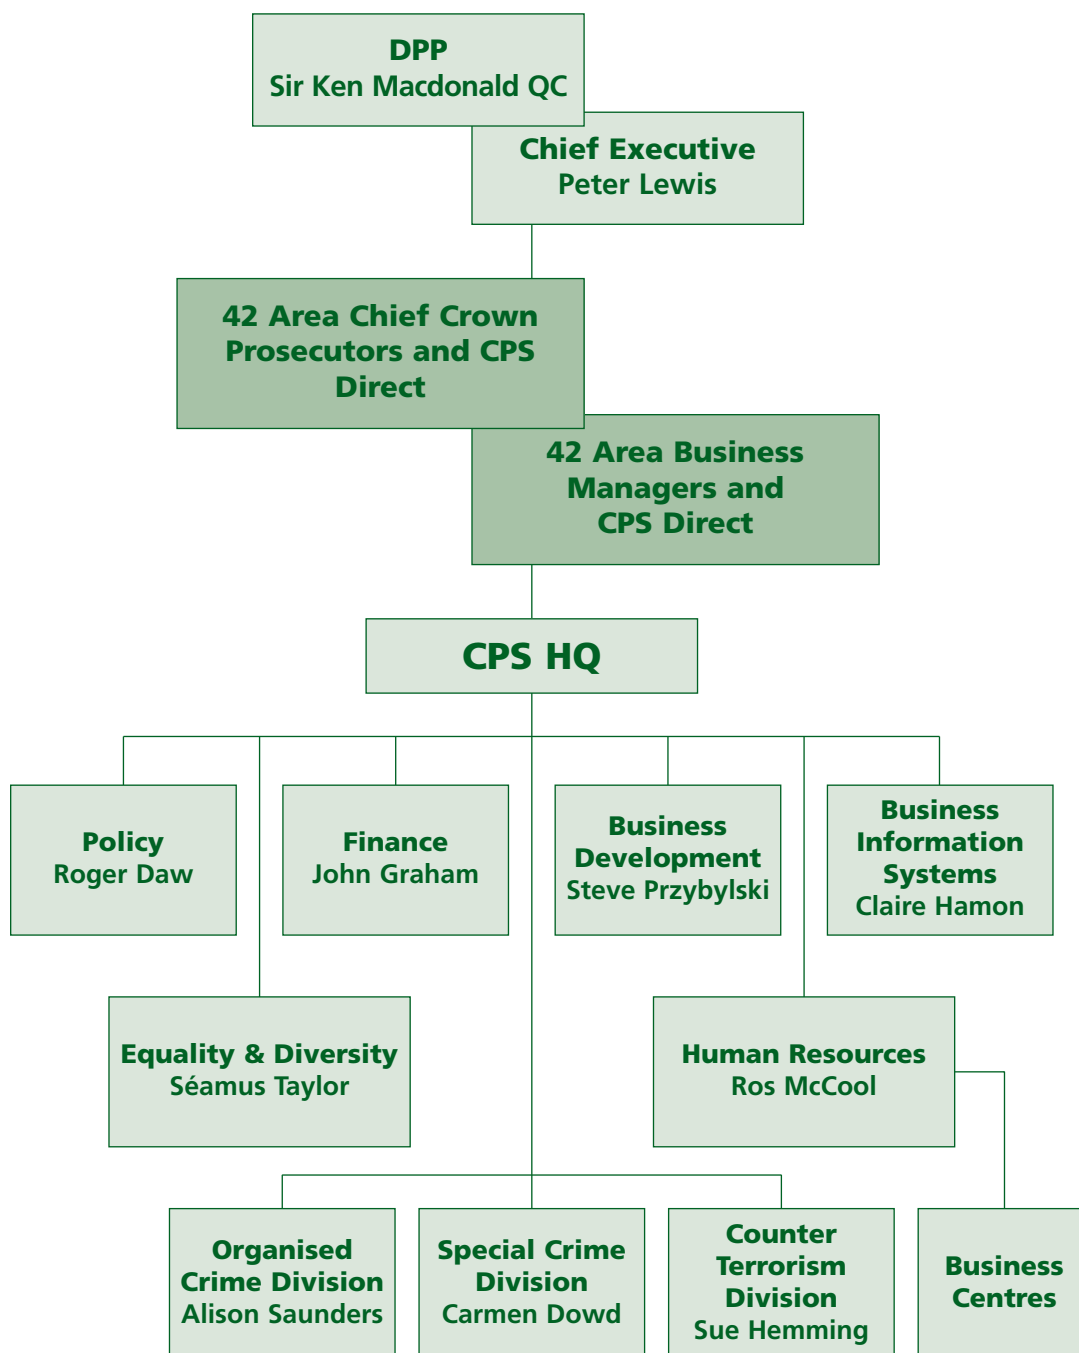 DPP
Sir Ken Macdonald QC
Chief Executive
Peter Lewis
42 Area Chief Crown
Prosecutors and CPS
Direct
42 Area Business
Managers and
CPS Direct
CPS HQ
Policy
Roger Daw
Finance
John Graham
Business
Development
Steve Przybylski
Business
Information
Systems
Claire Hamon
Equality & Diversity
Séamus Taylor
Human Resources
Ros McCool
Organised
Crime Division
Alison Saunders
Special Crime
Division
Carmen Dowd
Counter
Terrorism
Division
Sue Hemming
Business
Centres